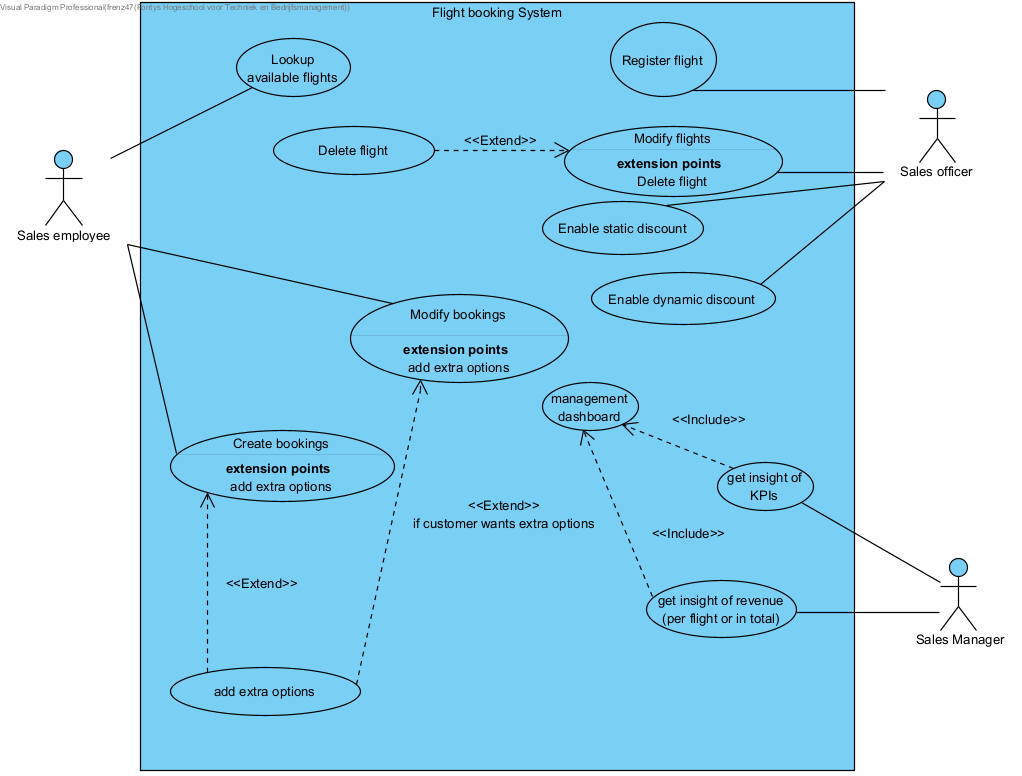 Visual Paradigm Professional(frenz47(Fontys Hogeschool voor Techniek en Bedrijfsmanagement))
Flight booking System
Lookup
available flights
Register flight
Delete flight
<<Extend>>
Modify flights
extension points
Delete flight
Sales officer
Sales employee
Enable static discount
Enable dynamic discount
Modify bookings
extension points
add extra options
management
dashboard
<<Include>>
Create bookings
extension points
add extra options
get insight of
KPIs
<<Extend>>
if customer wants extra options
<<Include>>
<<Extend>>
get insight of revenue
(per flight or in total)
Sales Manager
add extra options